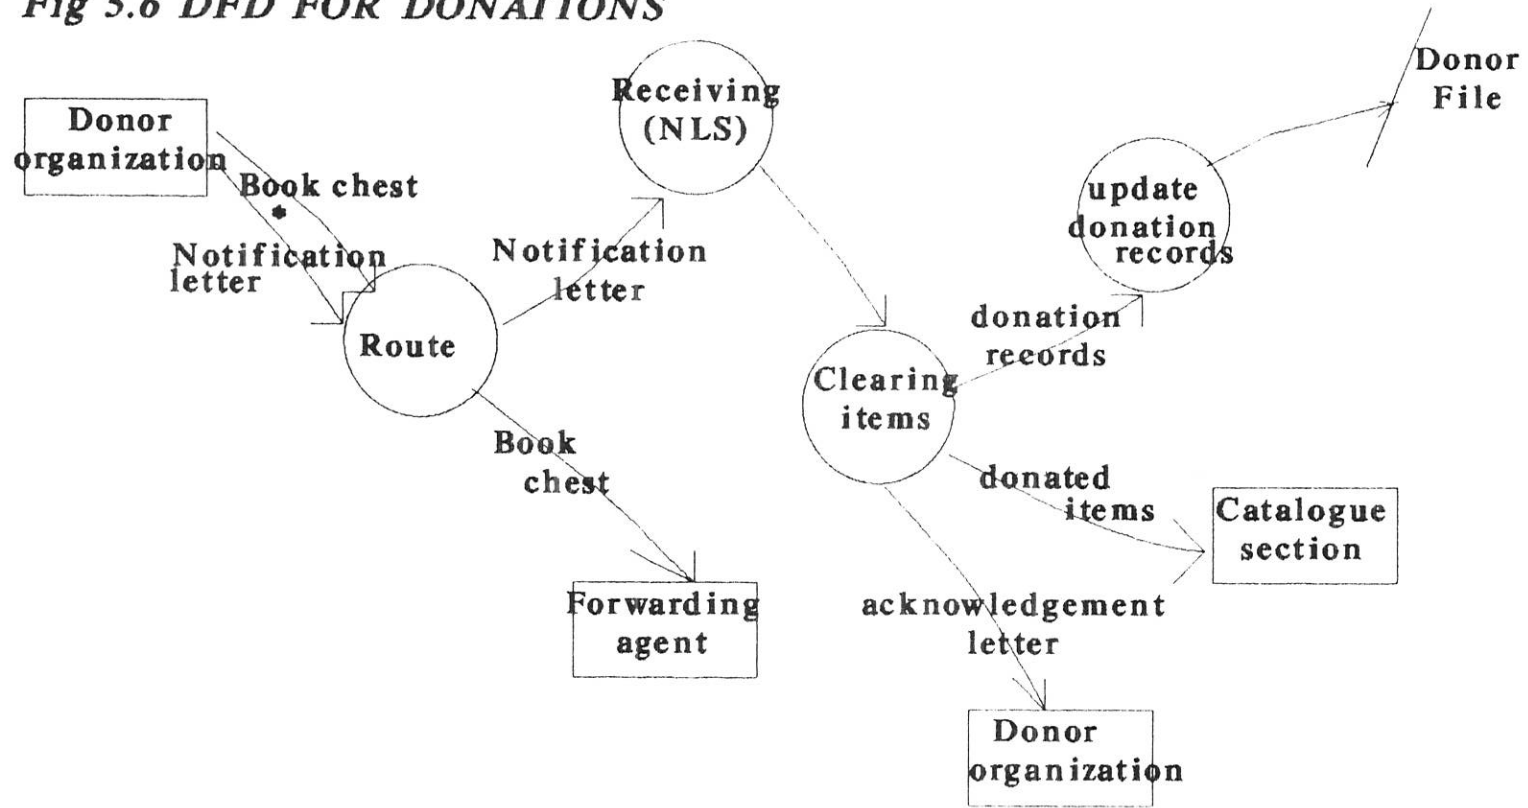 Fig 5.6 DFD FOR DONATIONS
Donor
organization
Book chest
*
Notification
letter
Route
Receiving
(NLS)
Notification
letter
Book
chest
Forwarding
agent
Clearing
items
donation
records
update
donation
records
Donor
File
donated
items
Catalogue
section
acknowledgement
letter
Donor
organization